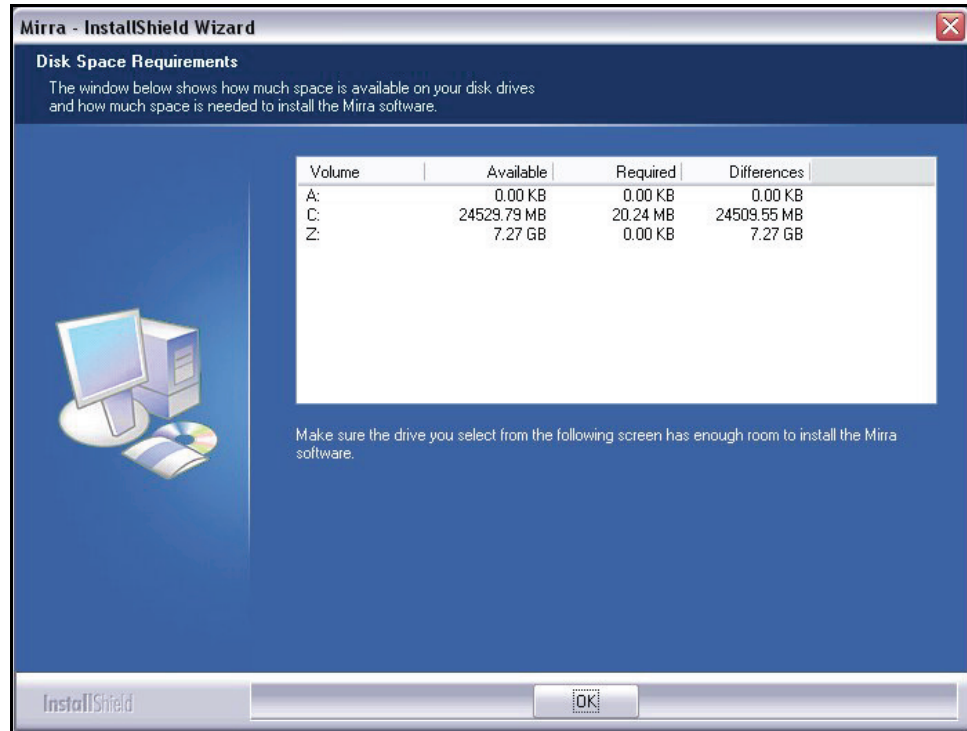 Mirra - InstallShield Wizard
Disk Space Requirements
The window below shows how much space is available on your disk drives
and how much space is needed to install the Mirra software.
Volume Available Required Differences
A: 0.00 KB 0.00 KB 0.00 KB
C: 24529.79 MB 20.24 MB 24509.55 MB
Z: 7.27 GB 0.00 KB 7.27 GB
Make sure the drive you select from the following screen has enough room to install the Mirra
software.
InstallShield
OK